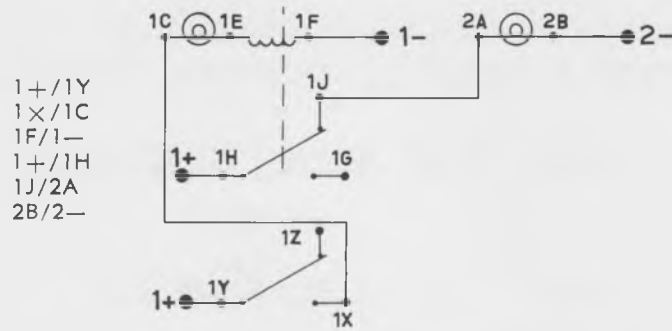 1C 1E 1F 1− 2A 2B 2−
1J
1+/1Y
1×/1C
1F/1—
1+/1H
1J/2A
2B/2—
1+ 1H 1G
1Z
1+ 1Y
1X